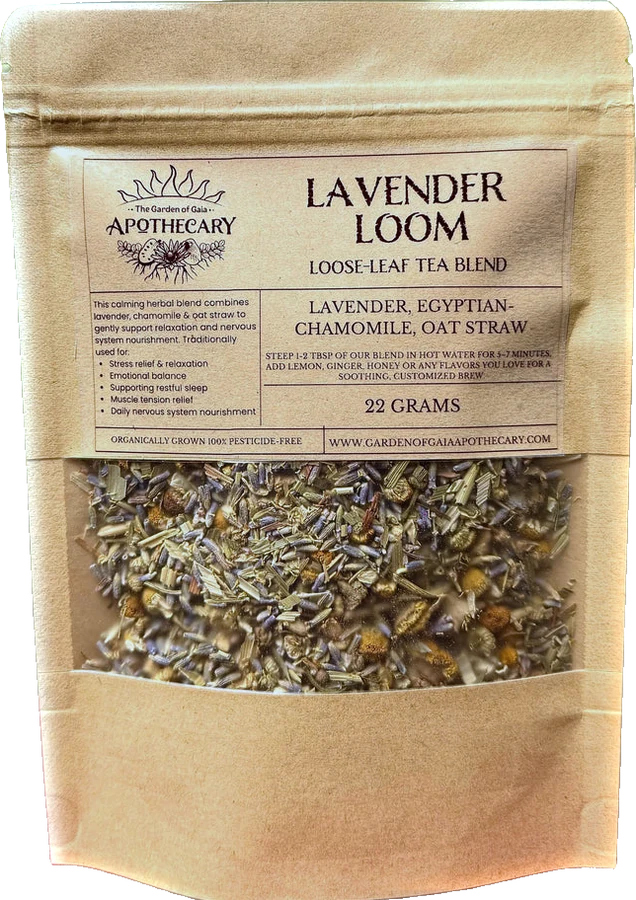 The Garden of Gaia
APOTHECARY
LAVENDER
LOOM
LOOSE-LEAF TEA BLEND
This calming herbal blend combines
lavender, chamomile & oat straw to
gently support relaxation and nervous
system nourishment. Traditionally
used for:
• Stress relief & relaxation
• Emotional balance
• Supporting restful sleep
• Muscle tension relief
• Daily nervous system nourishment
LAVENDER, EGYPTIAN-
CHAMOMILE, OAT STRAW
STEEP 1-2 TBSP OF OUR BLEND IN HOT WATER FOR 5-7 MINUTES,
ADD LEMON, GINGER, HONEY OR ANY FLAVORS YOU LOVE FOR A
SOOTHING, CUSTOMIZED BREW
22 GRAMS
ORGANICALLY GROWN 100% PESTICIDE-FREE
WWW.GARDENOFGAIAAPOTHECARY.COM